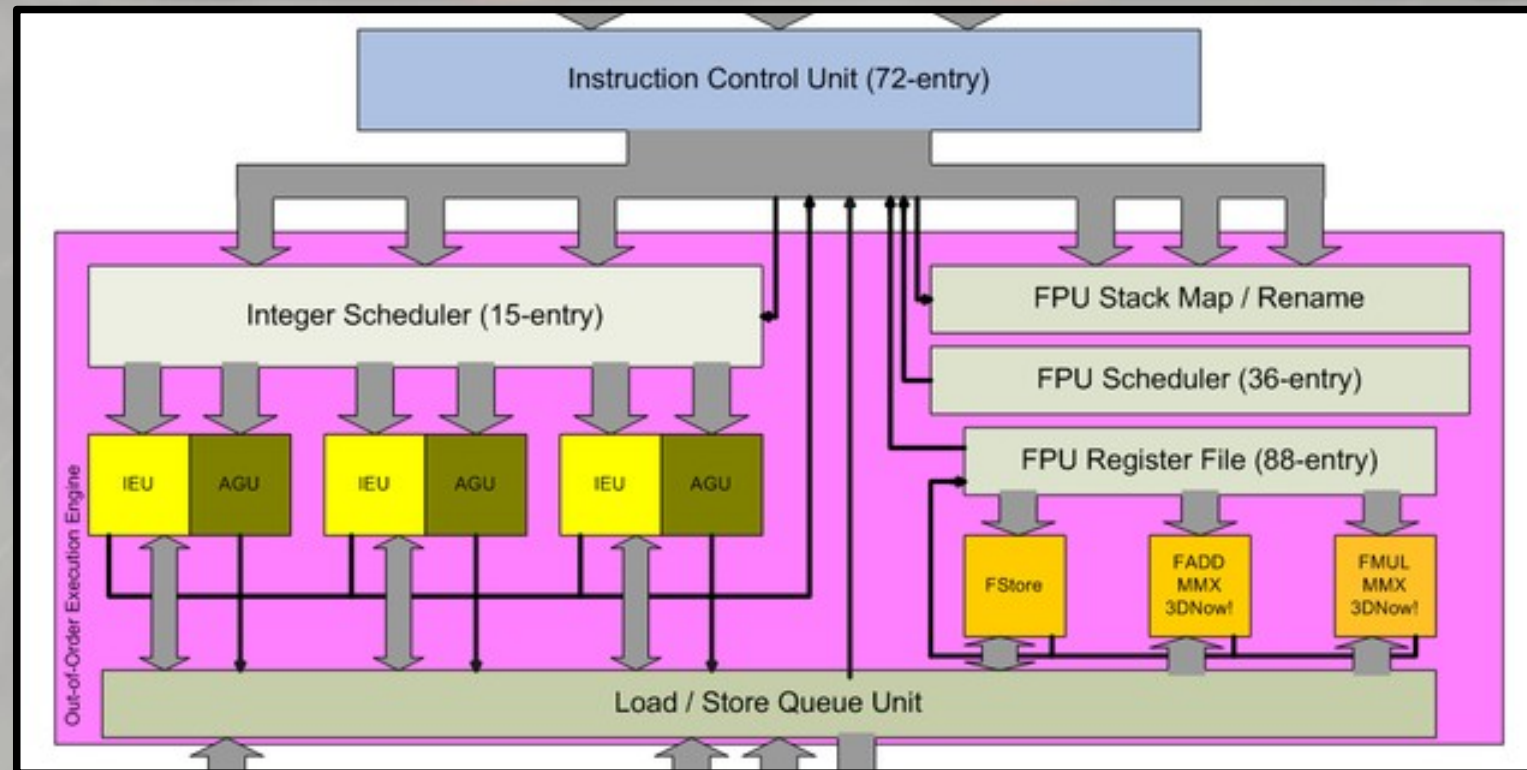 Instruction Control Unit (72-entry)
Integer Scheduler (15-entry)
FPU Stack Map / Rename
FPU Scheduler (36-entry)
FPU Register File (88-entry)
IEU
AGU
IEU
AGU
IEU
AGU
FStore
FADD
MMX
3DNow!
FMUL
MMX
3DNow!
Out-of-Order Execution Engine
Load / Store Queue Unit